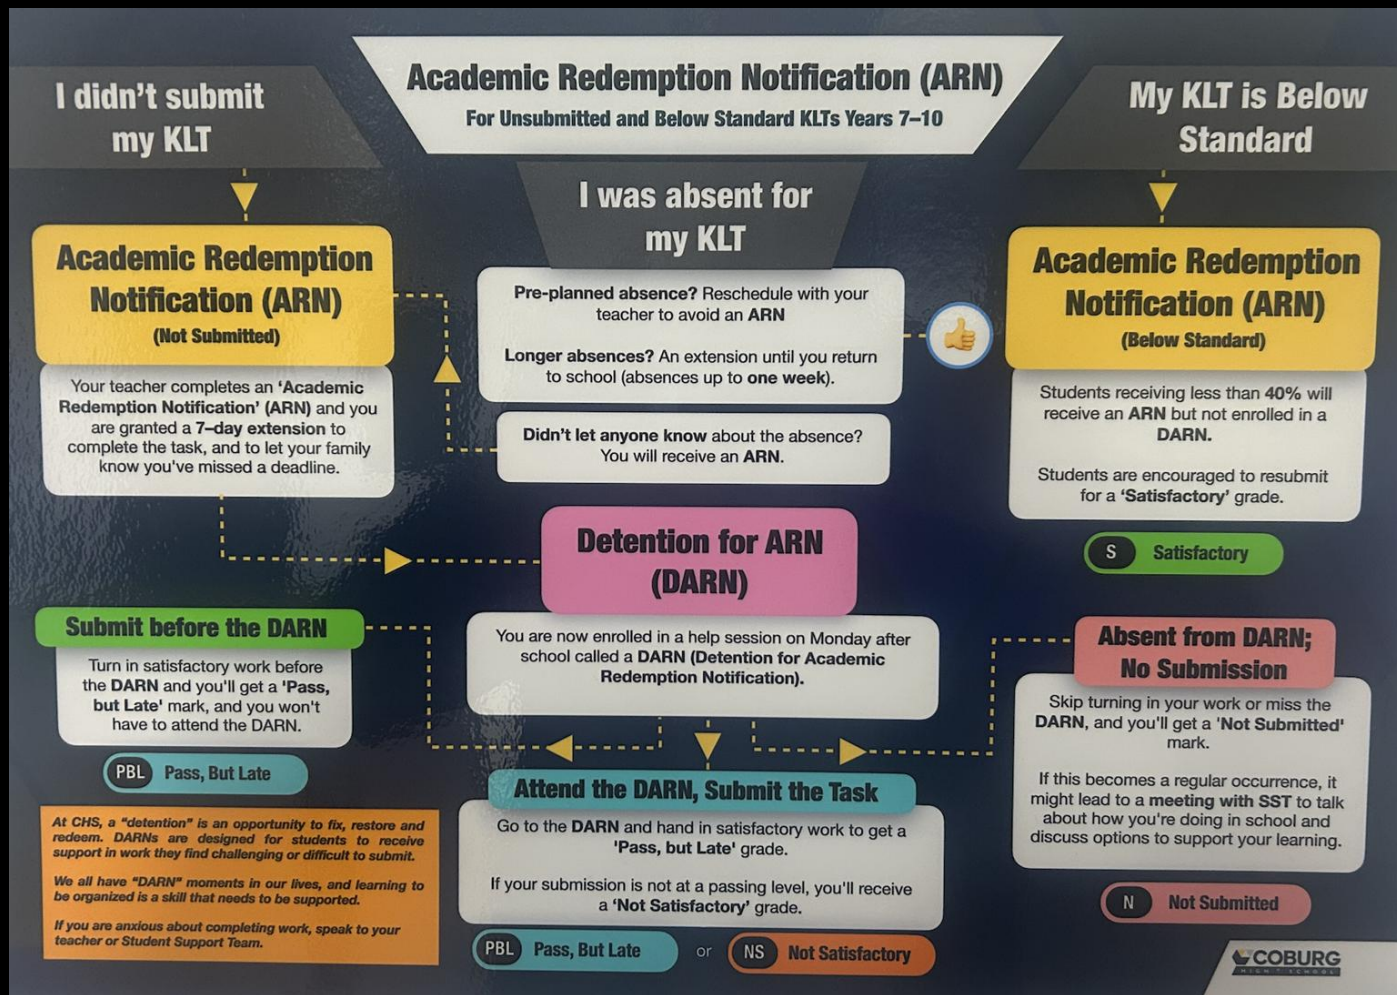 Academic Redemption Notification (ARN)
For Unsubmitted and Below Standard KLTs Years 7–10
I didn't submit
my KLT
Academic Redemption
Notification (ARN)
(Not Submitted)
Your teacher completes an 'Academic
Redemption Notification' (ARN) and you
are granted a 7–day extension to
complete the task, and to let your family
know you've missed a deadline.
I was absent for
my KLT
Pre-planned absence? Reschedule with your
teacher to avoid an ARN
Longer absences? An extension until you return
to school (absences up to one week).
Didn't let anyone know about the absence?
You will receive an ARN.
My KLT is Below
Standard
Academic Redemption
Notification (ARN)
(Below Standard)
Students receiving less than 40% will
receive an ARN but not enrolled in a
DARN.
Students are encouraged to resubmit
for a 'Satisfactory' grade.
S Satisfactory
Detention for ARN
(DARN)
You are now enrolled in a help session on Monday after
school called a DARN (Detention for Academic
Redemption Notification).
Submit before the DARN
Turn in satisfactory work before
the DARN and you'll get a 'Pass,
but Late' mark, and you won't
have to attend the DARN.
PBL Pass, But Late
Attend the DARN, Submit the Task
Go to the DARN and hand in satisfactory work to get a
'Pass, but Late' grade.
If your submission is not at a passing level, you'll receive
a 'Not Satisfactory' grade.
PBL Pass, But Late or NS Not Satisfactory
Absent from DARN;
No Submission
Skip turning in your work or miss the
DARN, and you'll get a 'Not Submitted'
mark.
If this becomes a regular occurrence, it
might lead to a meeting with SST to talk
about how you're doing in school and
discuss options to support your learning.
N Not Submitted
At CHS, a "detention" is an opportunity to fix, restore and
redeem. DARNs are designed for students to receive
support in work they find challenging or difficult to submit.
We all have "DARN" moments in our lives, and learning to
be organized is a skill that needs to be supported.
If you are anxious about completing work, speak to your
teacher or Student Support Team.
COBURG
HIGH SCHOOL